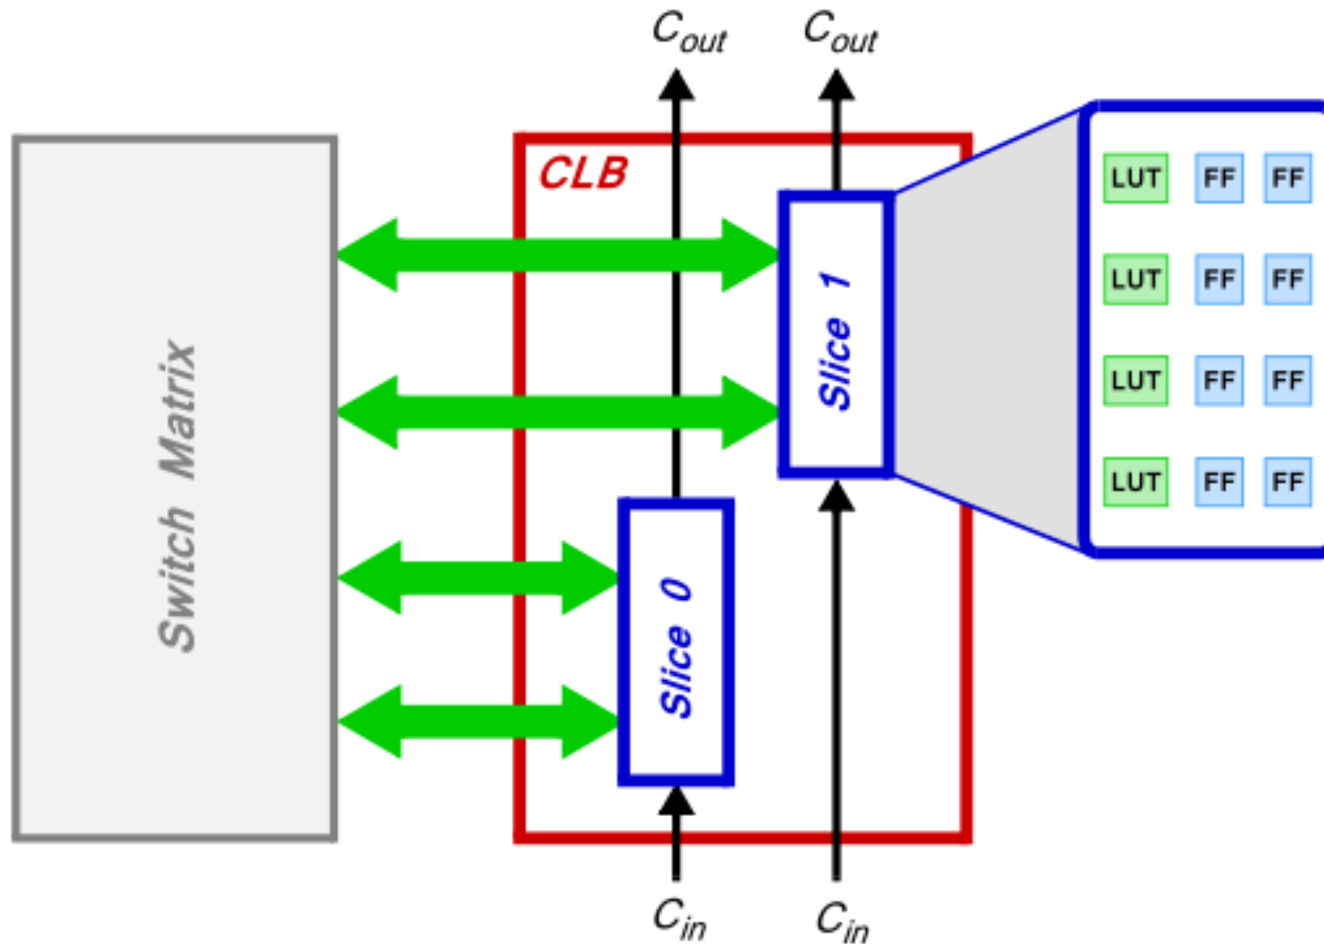 Cout Cout
CLB
LUT FF FF
LUT FF FF
LUT FF FF
LUT FF FF
Switch Matrix
Slice 1
Slice 0
Cin Cin